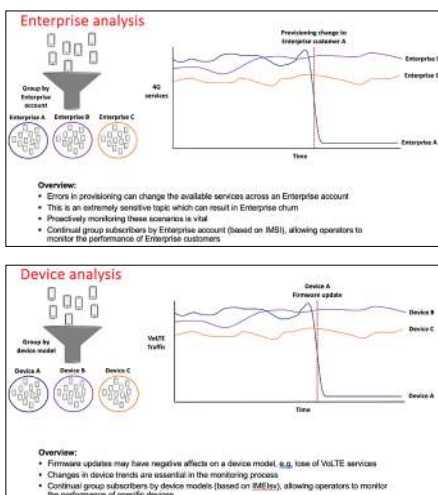 Enterprise analysis
Provisioning change to
Enterprise customer A
Group by
Enterprise
account
Enterprise A Enterprise B Enterprise C
4G
services
Enterprise
Enterprise
Enterprise A
Time
Overview:
• Errors in provisioning can change the available services across an Enterprise account
• This is an extremely sensitive topic which can result in Enterprise churn
• Proactively monitoring these scenarios is vital
• Continual group subscribers by Enterprise account (based on IMSI), allowing operators to
monitor the performance of Enterprise customers
Device analysis
Device A
Firmware update
Group by
device model
Device A Device B Device C
VoLTE
Traffic
Device B
Device C
Device A
Time
Overview:
• Firmware updates may have negative affects on a device model, e.g. lose of VoLTE services
• Changes in device trends are essential in the monitoring process
• Continual group subscribers by device models (based on IMEIsv), allowing operators to monitor
the performance of specific devices